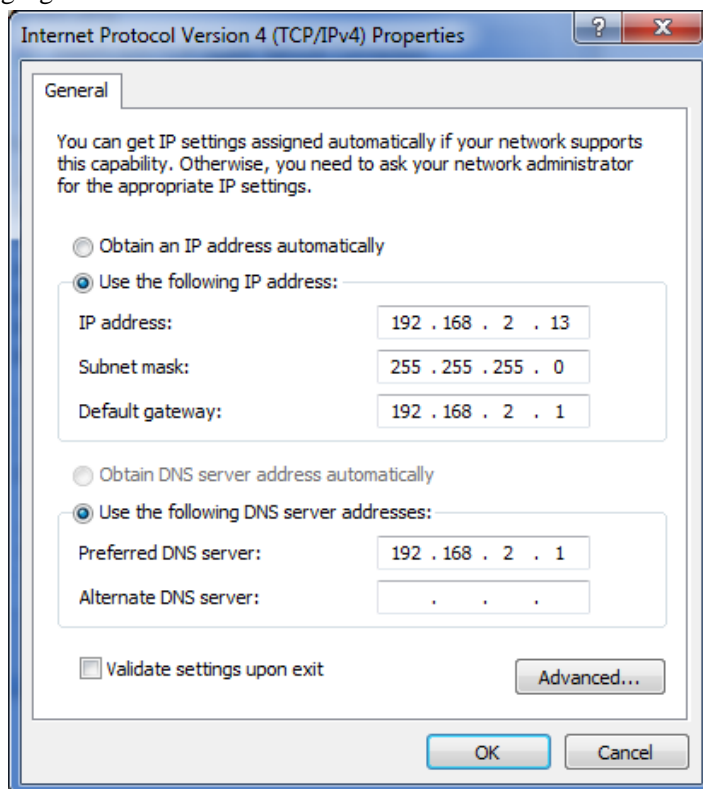 Internet Protocol Version 4 (TCP/IPv4) Properties
General
You can get IP settings assigned automatically if your network supports
this capability. Otherwise, you need to ask your network administrator
for the appropriate IP settings.
Obtain an IP address automatically
Use the following IP address:
IP address: 192 . 168 . 2 . 13
Subnet mask: 255 . 255 . 255 . 0
Default gateway: 192 . 168 . 2 . 1
Obtain DNS server address automatically
Use the following DNS server addresses:
Preferred DNS server: 192 . 168 . 2 . 1
Alternate DNS server: . . .
Validate settings upon exit
Advanced...
OK Cancel